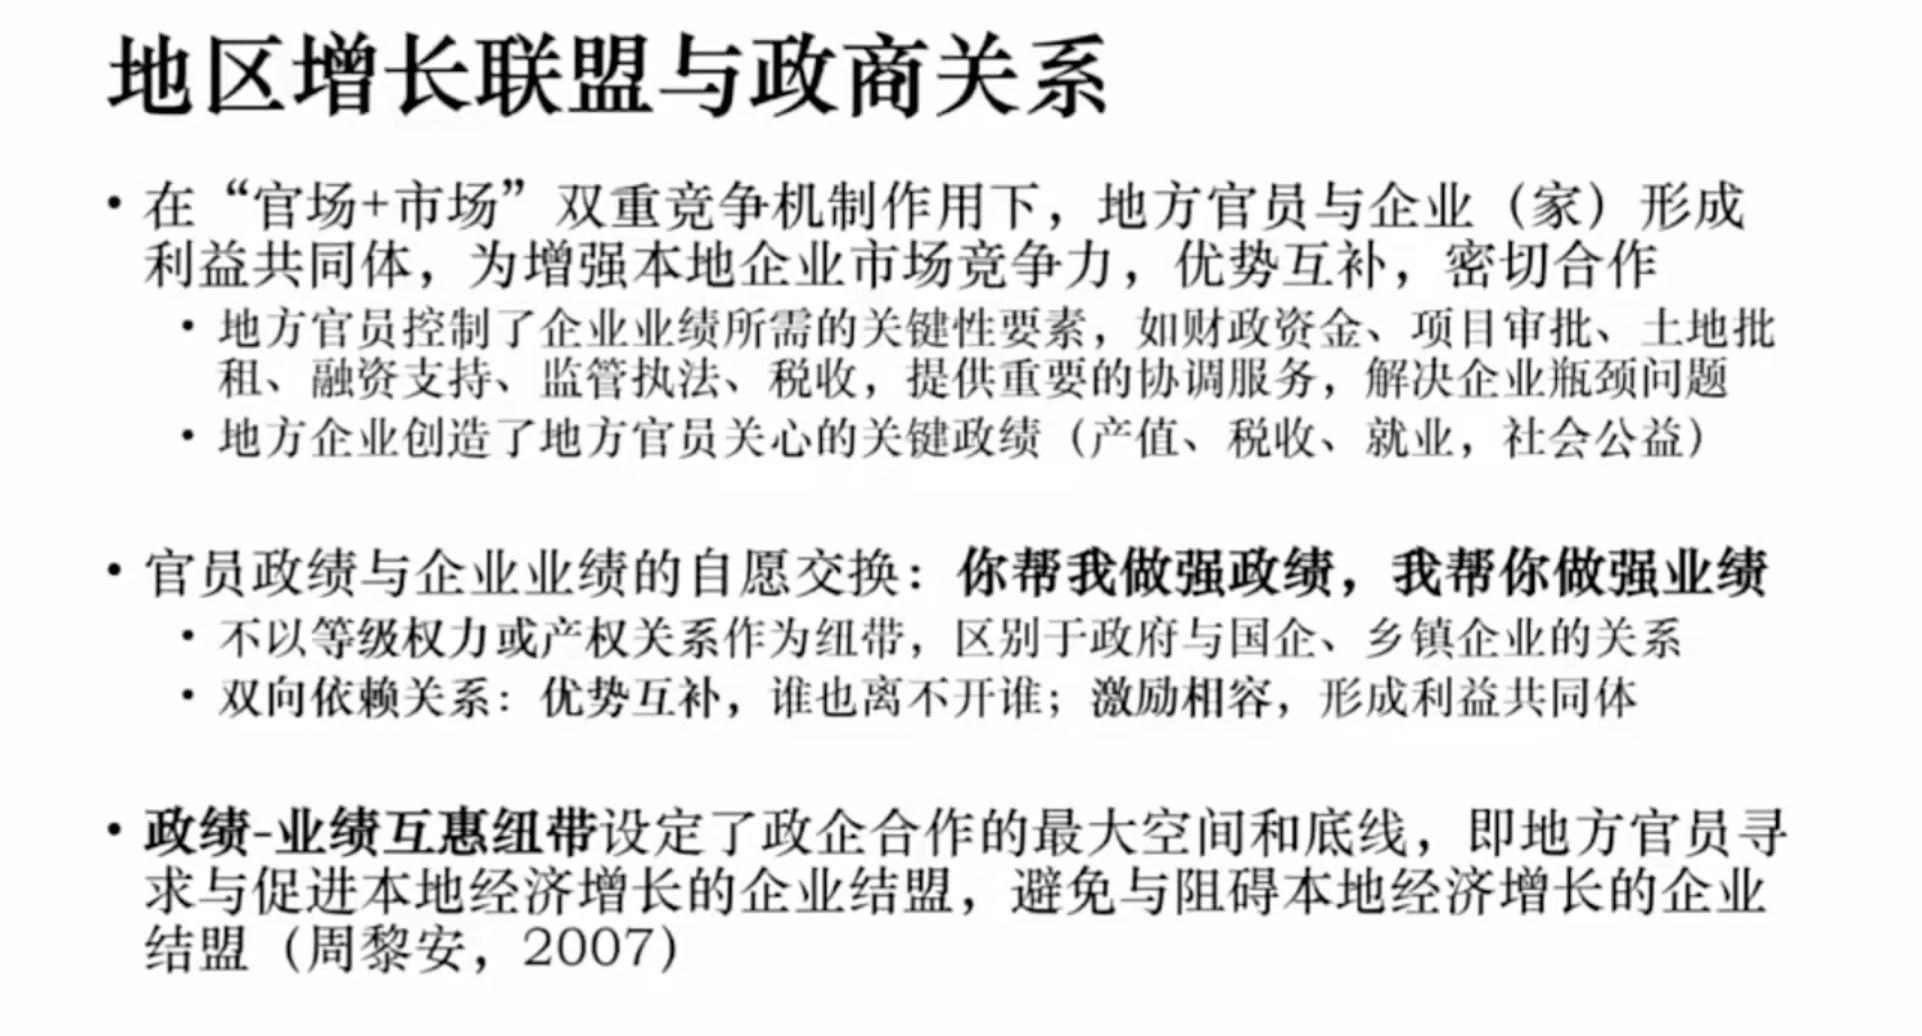 地区增长联盟与政商关系
• 在“官场+市场”双重竞争机制作用下，地方官员与企业（家）形成
利益共同体，为增强本地企业市场竞争力，优势互补，密切合作
• 地方官员控制了企业业绩所需的关键性要素，如财政资金、项目审批、土地批
租、融资支持、监管执法、税收，提供重要的协调服务，解决企业瓶颈问题
• 地方企业创造了地方官员关心的关键政绩（产值、税收、就业，社会公益）
• 官员政绩与企业业绩的自愿交换：你帮我做强政绩，我帮你做强业绩
• 不以等级权力或产权关系作为纽带，区别于政府与国企、乡镇企业的关系
• 双向依赖关系：优势互补，谁也离不开谁；激励相容，形成利益共同体
• 政绩-业绩互惠纽带设定了政企合作的最大空间和底线，即地方官员寻
求与促进本地经济增长的企业结盟，避免与阻碍本地经济增长的企业
结盟（周黎安，2007）